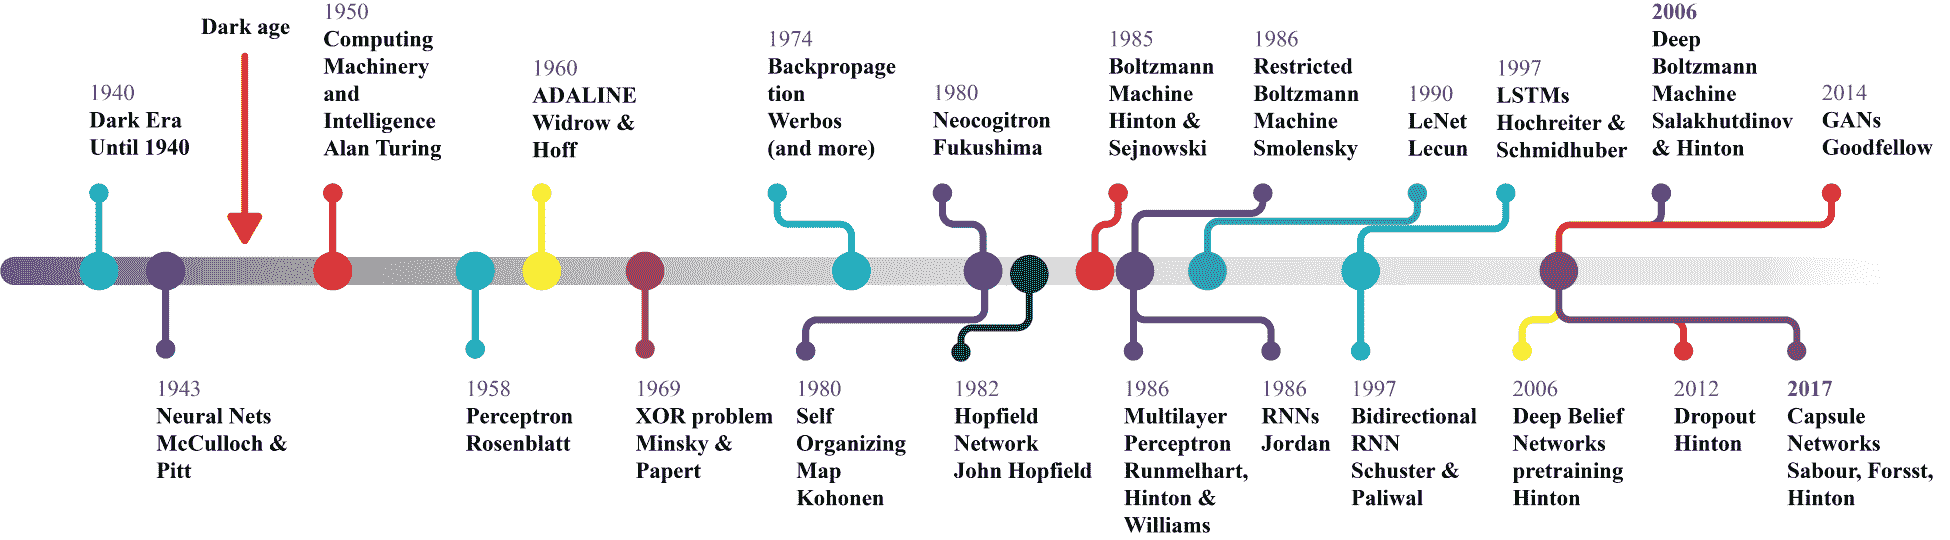 Dark age
1940
Dark Era
Until 1940
1950
Computing
Machinery
and
Intelligence
Alan Turing
1960
ADALINE
Widrow &
Hoff
1974
Backpropage
tion
Werbos
(and more)
1980
Neocogitron
Fukushima
1985
Boltzmann
Machine
Hinton &
Sejnowski
1986
Restricted
Boltzmann
Machine
Smolensky
1990
LeNet
Lecun
1997
LSTMs
Hochreiter &
Schmidhuber
2006
Deep
Boltzmann
Machine
Salakhutdinov
& Hinton
2014
GANs
Goodfellow
1943
Neural Nets
McCulloch &
Pitt
1958
Perceptron
Rosenblatt
1969
XOR problem
Minsky &
Papert
1980
Self
Organizing
Map
Kohonen
1982
Hopfield
Network
John Hopfield
1986
Multilayer
Perceptron
Runmelhart,
Hinton &
Williams
1986
RNNs
Jordan
1997
Bidirectional
RNN
Schuster &
Paliwal
2006
Deep Belief
Networks
pretraining
Hinton
2012
Dropout
Hinton
2017
Capsule
Networks
Sabour, Forsst,
Hinton